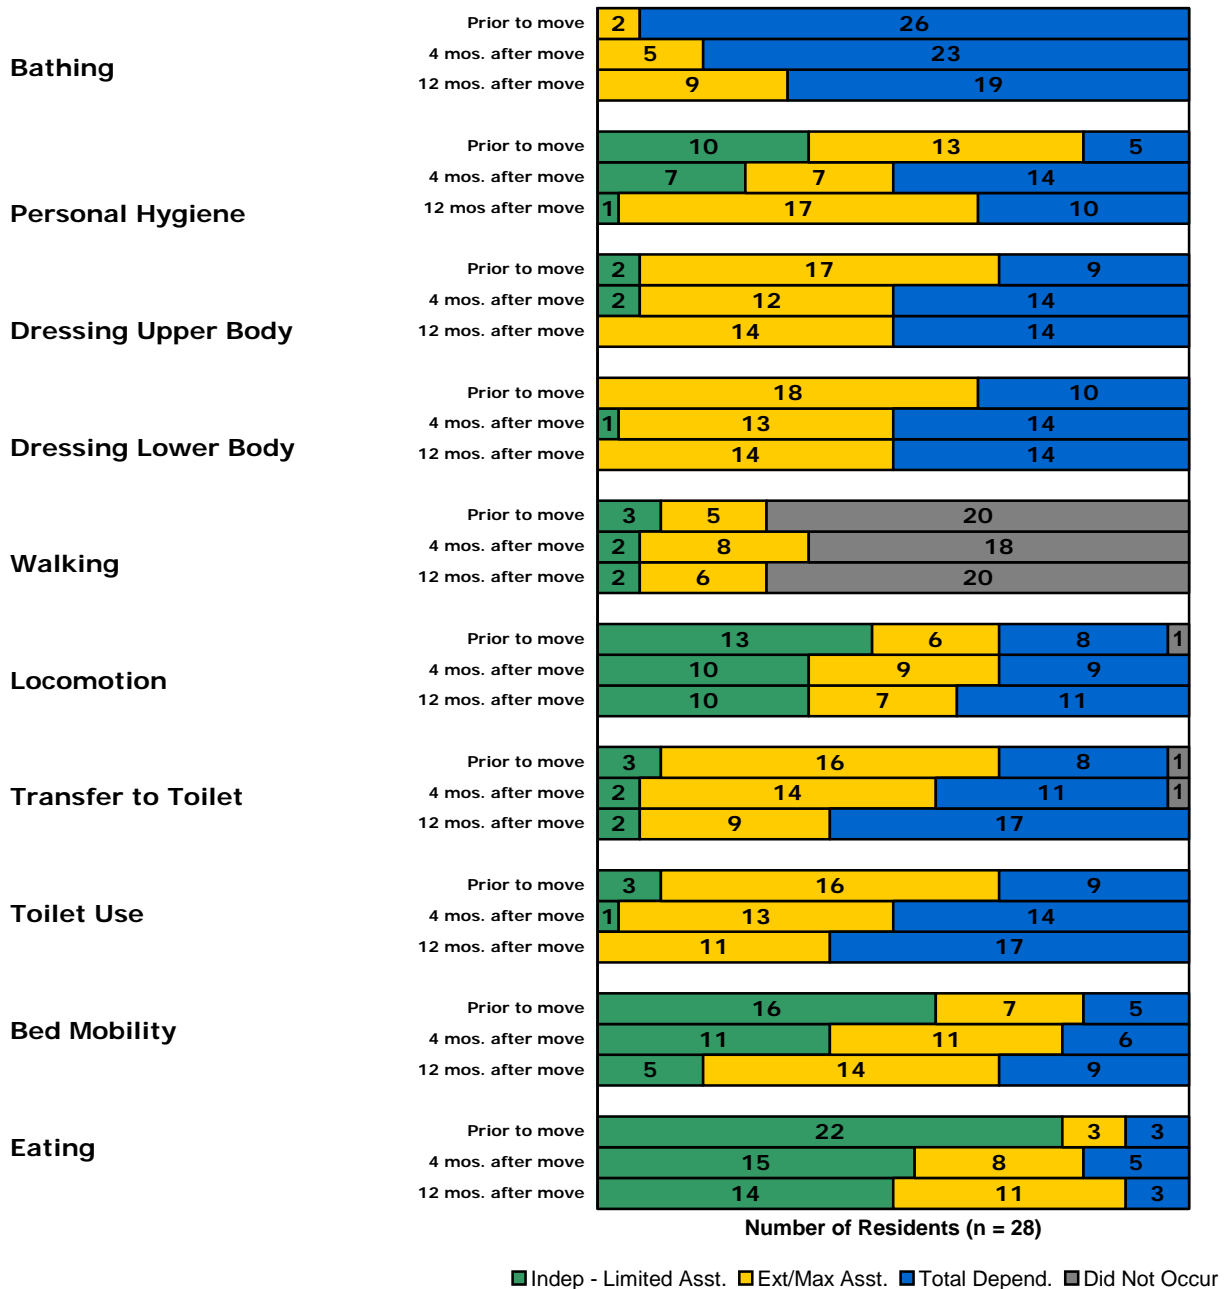 Prior to move 2 26
4 mos. after move 5 23
Bathing
12 mos. after move 9 19
Prior to move 10 13 5
4 mos. after move 7 7 14
Personal Hygiene 12 mos after move 1 17 10
Prior to move 2 17 9
4 mos. after move 2 12 14
Dressing Upper Body 12 mos. after move 14 14
Prior to move 18 10
4 mos. after move 1 13 14
Dressing Lower Body 12 mos. after move 14 14
Prior to move 3 5 20
4 mos. after move 2 8 18
Walking
12 mos. after move 2 6 20
Prior to move 13 6 8 1
4 mos. after move 10 9 9
Locomotion
12 mos. after move 10 7 11
Prior to move 3 16 8 1
Transfer to Toilet 4 mos. after move 2 14 11 1
12 mos. after move 2 9 17
Prior to move 3 16 9
Toilet Use 4 mos. after move 1 13 14
12 mos. after move 11 17
Prior to move 16 7 5
Bed Mobility 4 mos. after move 11 11 6
12 mos. after move 5 14 9
Prior to move 22 3 3
Eating
4 mos. after move 15 8 5
12 mos. after move 14 11 3
Number of Residents (n = 28)
Indep - Limited Asst. Ext/Max Asst. Total Depend. Did Not Occur